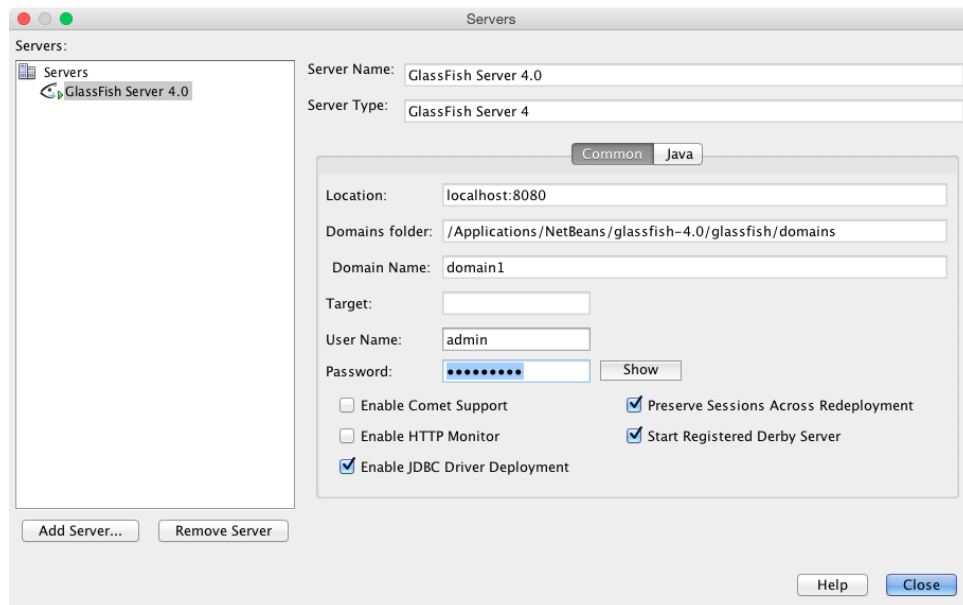 Servers
Servers:
Servers
GlassFish Server 4.0
Server Name: GlassFish Server 4.0
Server Type: GlassFish Server 4
Common Java
Location: localhost:8080
Domains folder: /Applications/NetBeans/glassfish-4.0/glassfish/domains
Domain Name: domain1
Target:
User Name: admin
Password: ••••••••• Show
Enable Comet Support Preserve Sessions Across Redeployment
Enable HTTP Monitor Start Registered Derby Server
Enable JDBC Driver Deployment
Add Server... Remove Server
Help Close